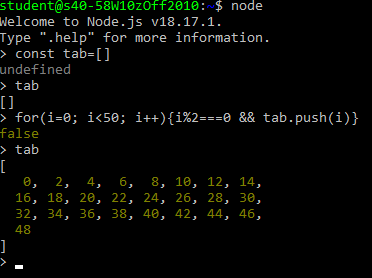 student@s40-58W10zOff2010:~$ node
Welcome to Node.js v18.17.1.
Type ".help" for more information.
> const tab=[]
undefined
> tab
[]
> for(i=0; i<50; i++){i%2===0 && tab.push(i)}
false
> tab
[
   0,  2,  4,  6,  8, 10, 12, 14,
  16, 18, 20, 22, 24, 26, 28, 30,
  32, 34, 36, 38, 40, 42, 44, 46,
  48
]
>